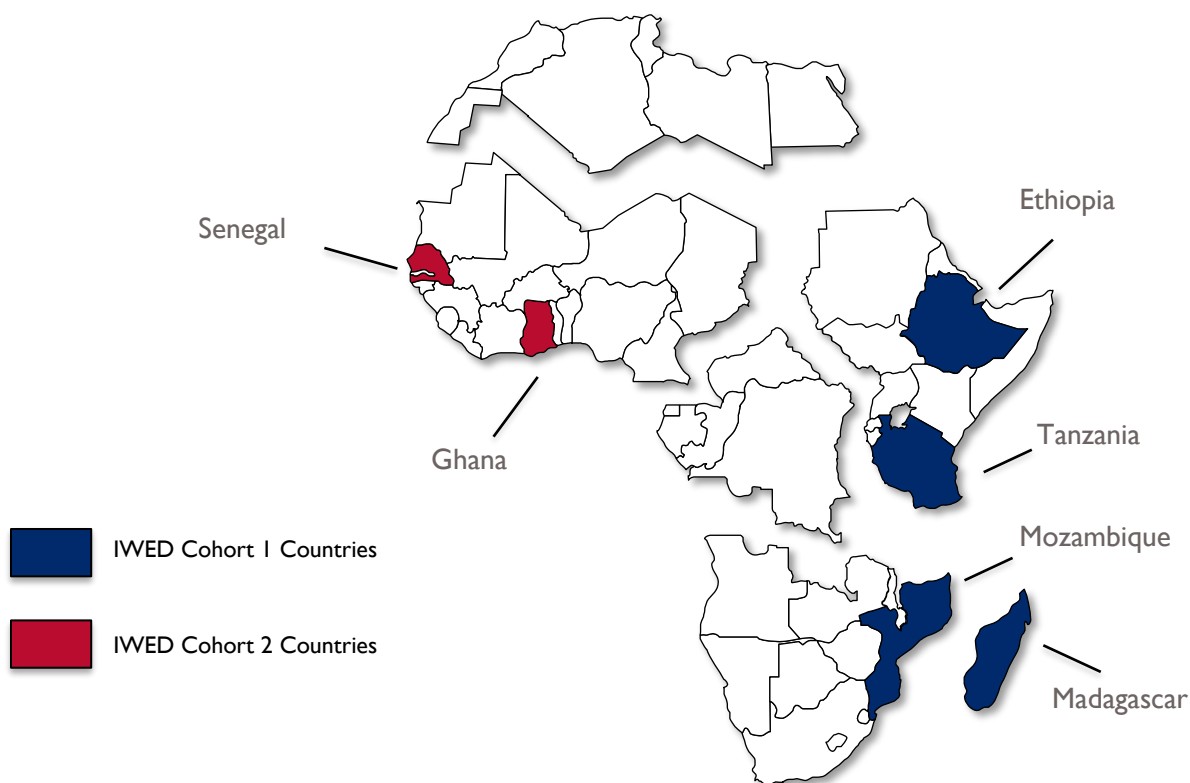 Ethiopia
Senegal
Tanzania
Ghana
Mozambique
IWED Cohort 1 Countries
IWED Cohort 2 Countries
Madagascar